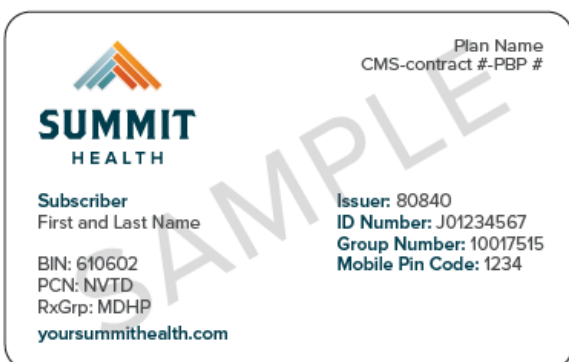 Plan Name
CMS-contract #-PBP #
SUMMIT
HEALTH
SAMPLE
Subscriber
First and Last Name
BIN: 610602
PCN: NVTD
RxGrp: MDHP
yoursummithealth.com
Issuer: 80840
ID Number: J01234567
Group Number: 10017515
Mobile Pin Code: 1234